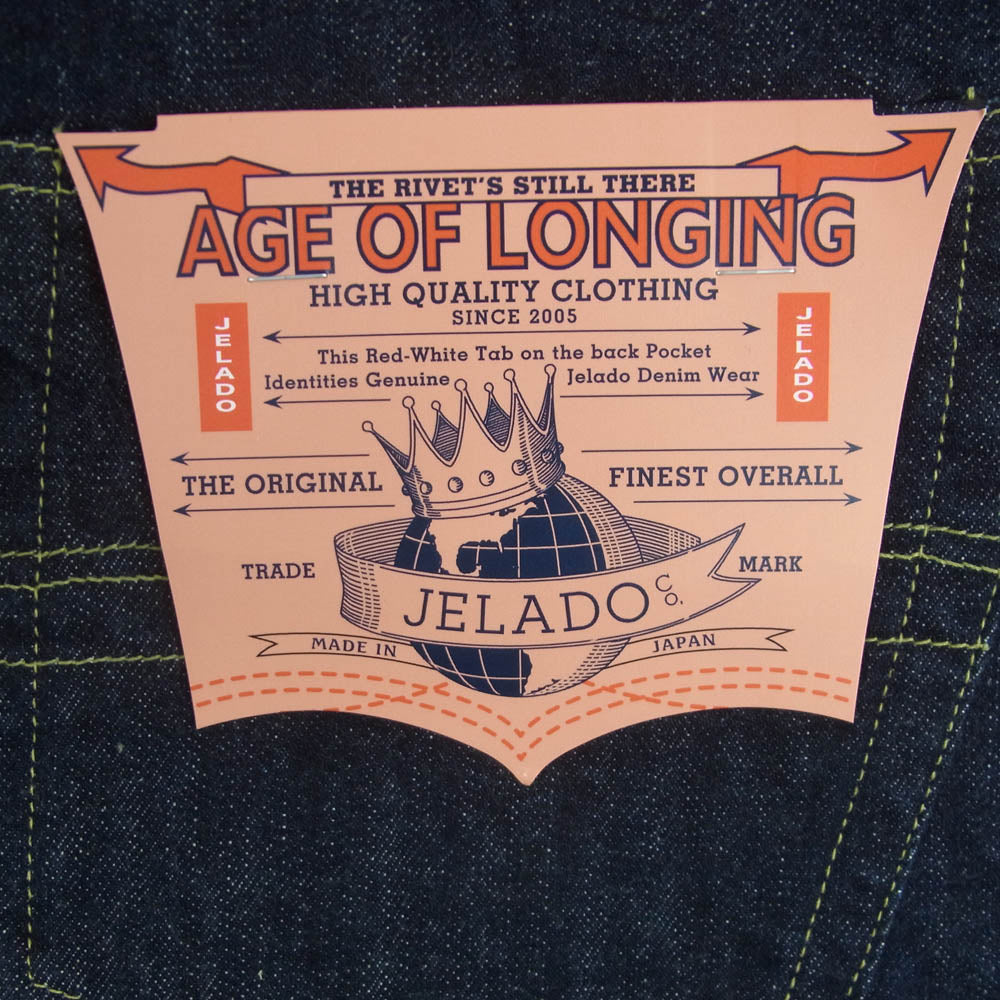 THE RIVET'S STILL THERE
AGE OF LONGING
HIGH QUALITY CLOTHING
SINCE 2005
JELADO
JELADO
This Red-White Tab on the back Pocket
Identities Genuine Jelado Denim Wear
THE ORIGINAL FINEST OVERALL
TRADE MARK
JELADO CO.
MADE IN JAPAN